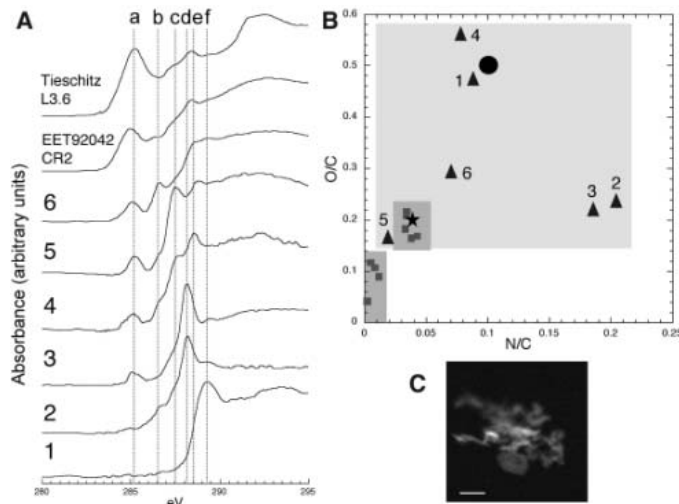 A
a b cdef
Tieschitz
L3.6
EET92042
CR2
6
5
4
3
2
1
Absorbance (arbitrary units)
280 285 290 295
eV
B
0.6
0.5
0.4
0.3
0.2
0.1
0
O/C
4
1
6
3 2
5
0 0.05 0.1 0.15 0.2 0.25
N/C
C